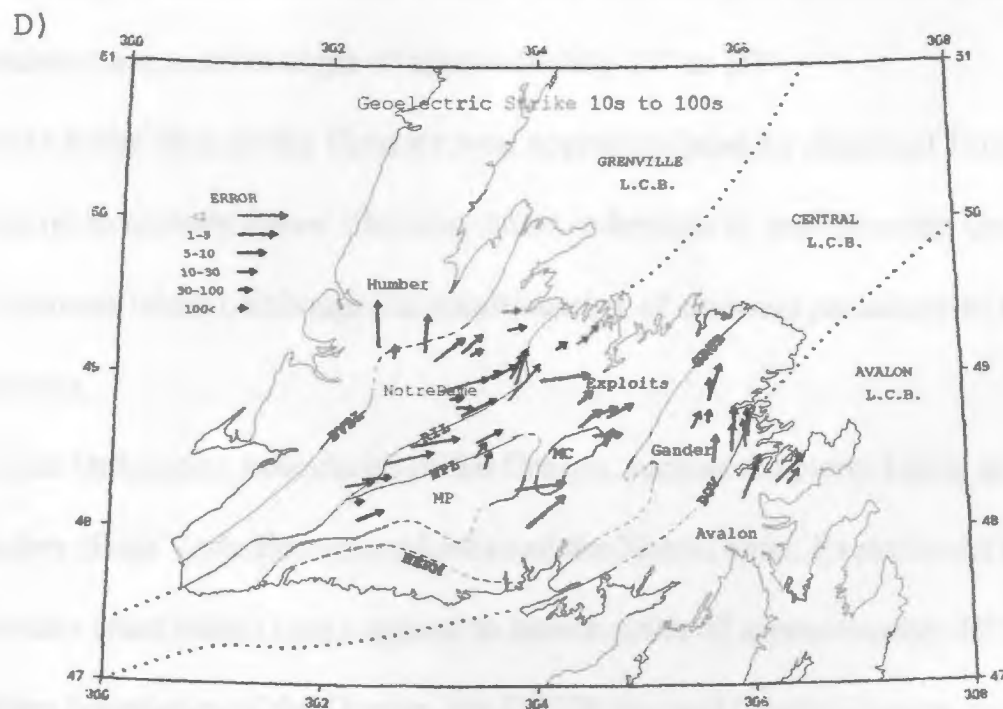 D)
300 302 304 306 308
51 51
Geoelectric Strike 10s to 100s
GRENVILLE
L.C.B.
50 50
ERROR
1-5
5-10
10-30
30-100
100-
CENTRAL
L.C.B.
Humber
49 49
AVALON
L.C.B.
NotreDame
Exploits
RIL
MC
Gander
MP
48 48
Avalon
HERM
47 47
300 302 304 306 308